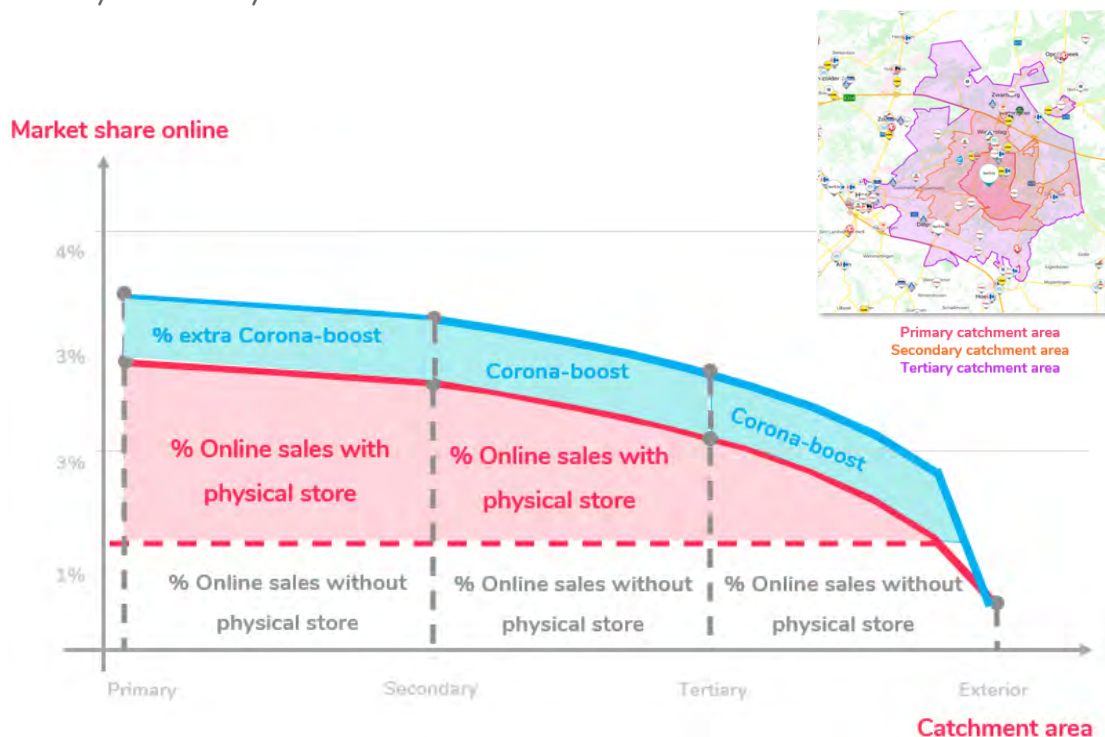 Market share online
4%
3%
3%
1%
% extra Corona-boost
Corona-boost
Corona-boost
% Online sales with
physical store
% Online sales with
physical store
% Online sales without
physical store
% Online sales without
physical store
% Online sales without
physical store
Primary
Secondary
Tertiary
Exterior
Catchment area
Primary catchment area
Secondary catchment area
Tertiary catchment area